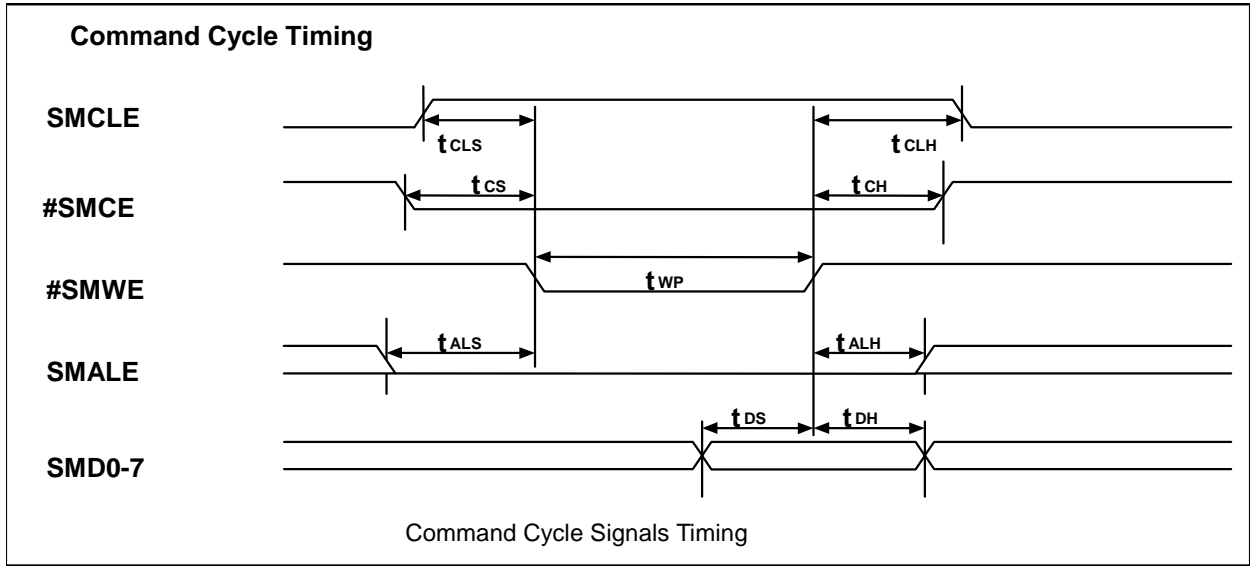 Command Cycle Timing
SMCLE
tCLS
tCLH
#SMCE
tCS
tCH
#SMWE
tWP
SMALE
tALS
tALH
SMD0-7
tDS
tDH
Command Cycle Signals Timing